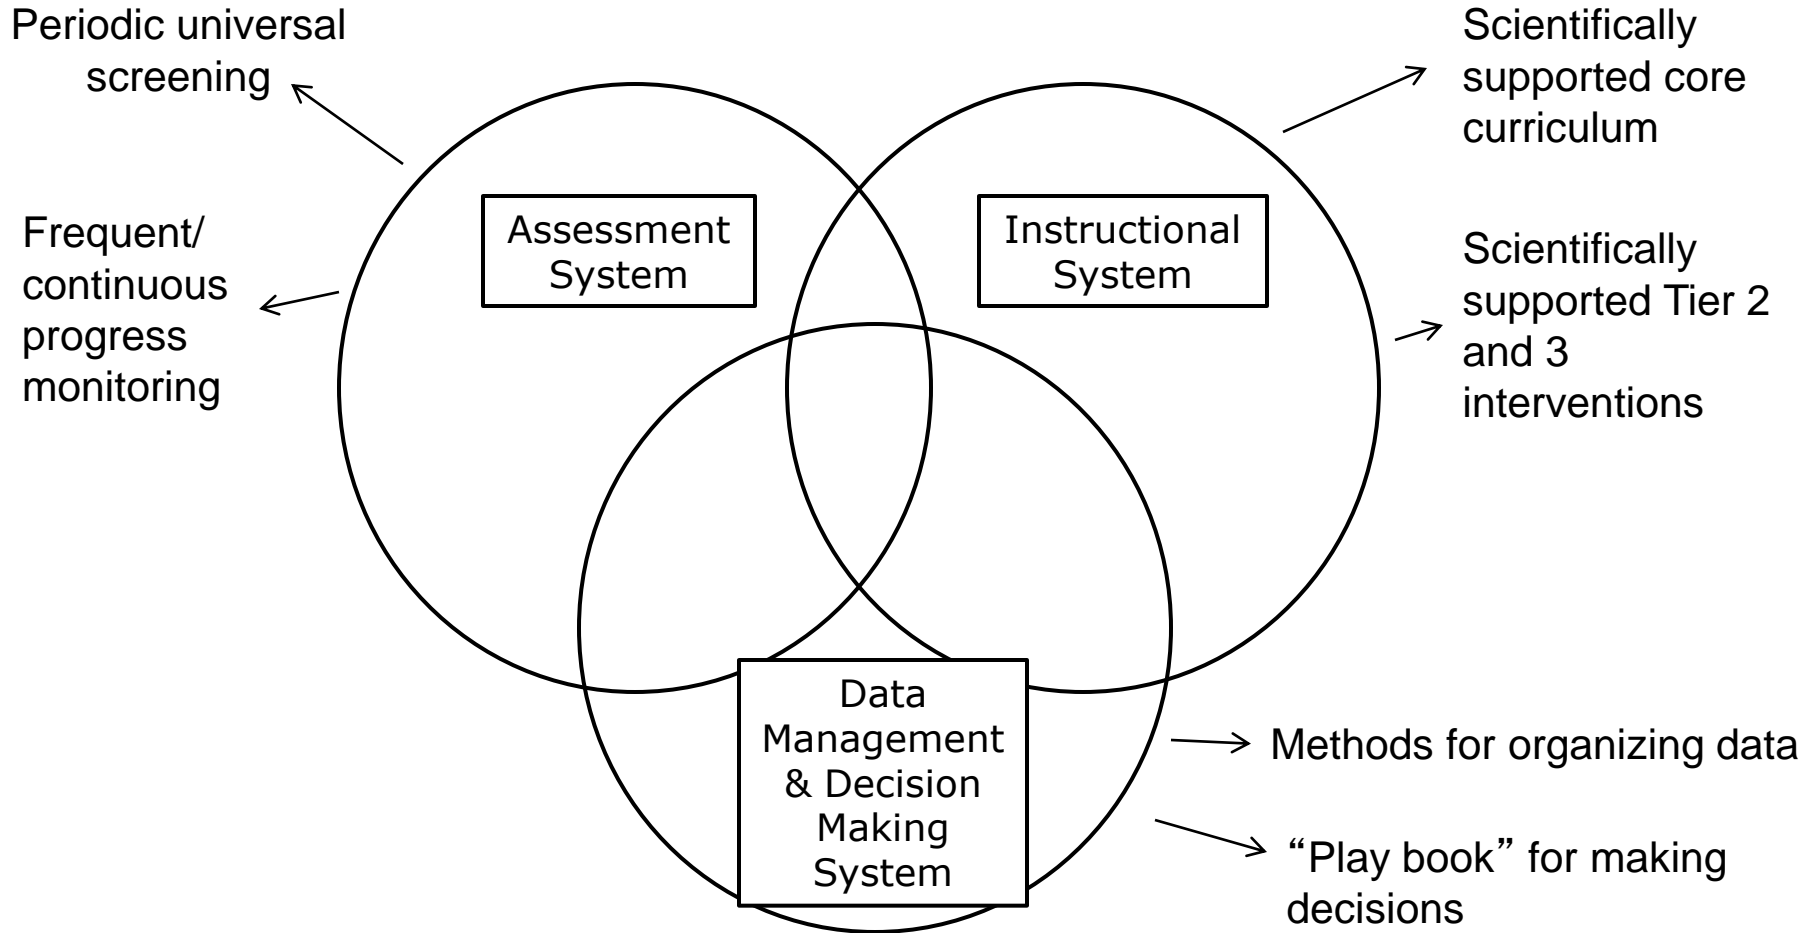 Periodic universal
screening
Frequent/
continuous
progress
monitoring
Assessment
System
Instructional
System
Scientifically
supported core
curriculum
Scientifically
supported Tier 2
and 3
interventions
Data
Management
& Decision
Making
System
Methods for organizing data
“Play book” for making
decisions